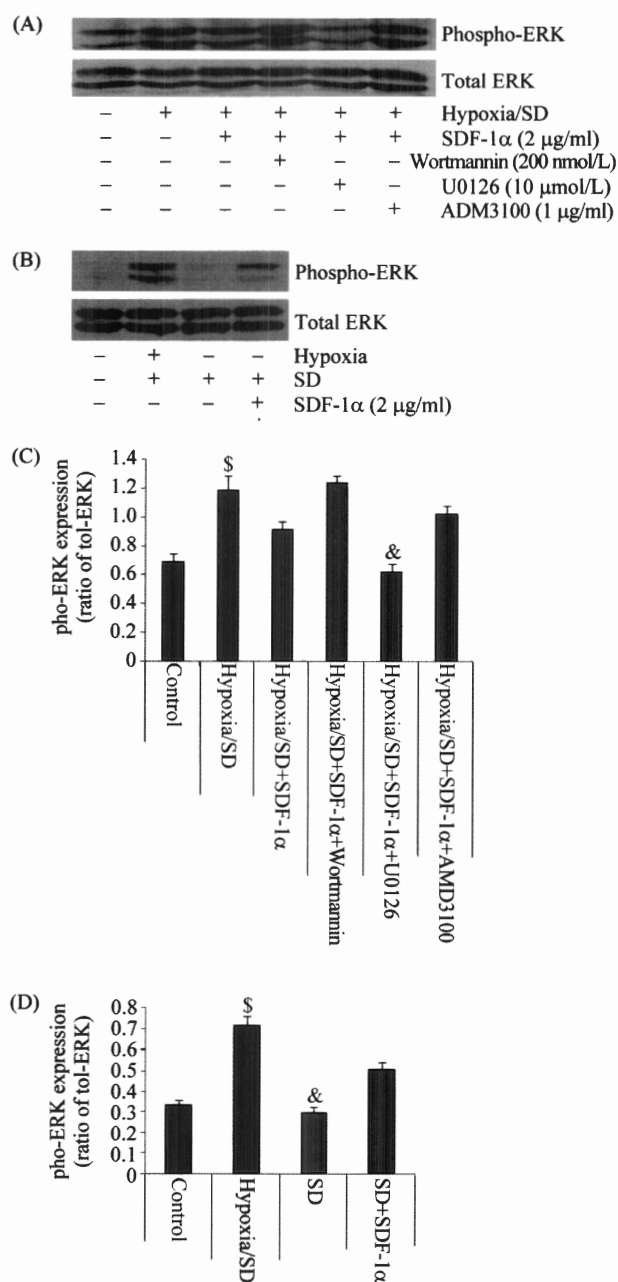 (A)
Phospho-ERK
Total ERK
– + + + + + Hypoxia/SD
– – + + + + SDF-1α (2 μg/ml)
– – – + – – Wortmannin (200 nmol/L)
– – – – + – U0126 (10 μmol/L)
– – – – – + ADM3100 (1 μg/ml)
(B)
Phospho-ERK
Total ERK
– + – – Hypoxia
– + + + SD
– – – + SDF-1α (2 μg/ml)
(C)
pho-ERK expression
(ratio of tol-ERK)
1.4
1.2
1.0
0.8
0.6
0.4
0.2
0
$
&
Control
Hypoxia/SD
Hypoxia/SD+SDF-1α
Hypoxia/SD+SDF-1α+Wortmannin
Hypoxia/SD+SDF-1α+U0126
Hypoxia/SD+SDF-1α+AMD3100
(D)
pho-ERK expression
(ratio of tol-ERK)
0.8
0.7
0.6
0.5
0.4
0.3
0.2
0.1
0
$
&
Control
Hypoxia/SD
SD
SD+SDF-1α